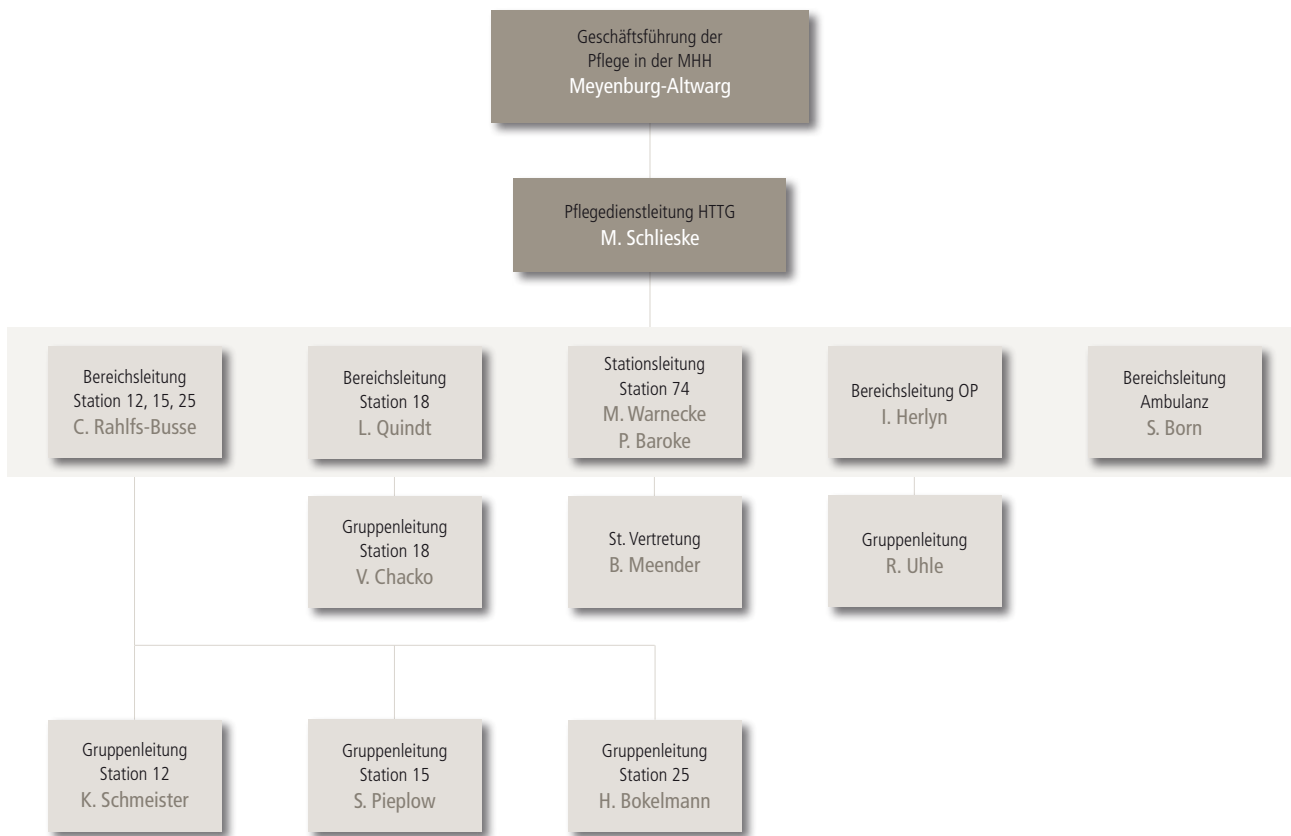 Geschäftsführung der
Pflege in der MHH
Meyenburg-Altwarg
Pflegedienstleitung HTTG
M. Schlieske
Bereichsleitung
Station 12, 15, 25
C. Rahlfs-Busse
Bereichsleitung
Station 18
L. Quindt
Stationsleitung
Station 74
M. Warnecke
P. Baroke
Bereichsleitung OP
I. Herlyn
Bereichsleitung
Ambulanz
S. Born
Gruppenleitung
Station 18
V. Chacko
St. Vertretung
B. Meender
Gruppenleitung
R. Uhle
Gruppenleitung
Station 12
K. Schmeister
Gruppenleitung
Station 15
S. Pieplow
Gruppenleitung
Station 25
H. Bokelmann